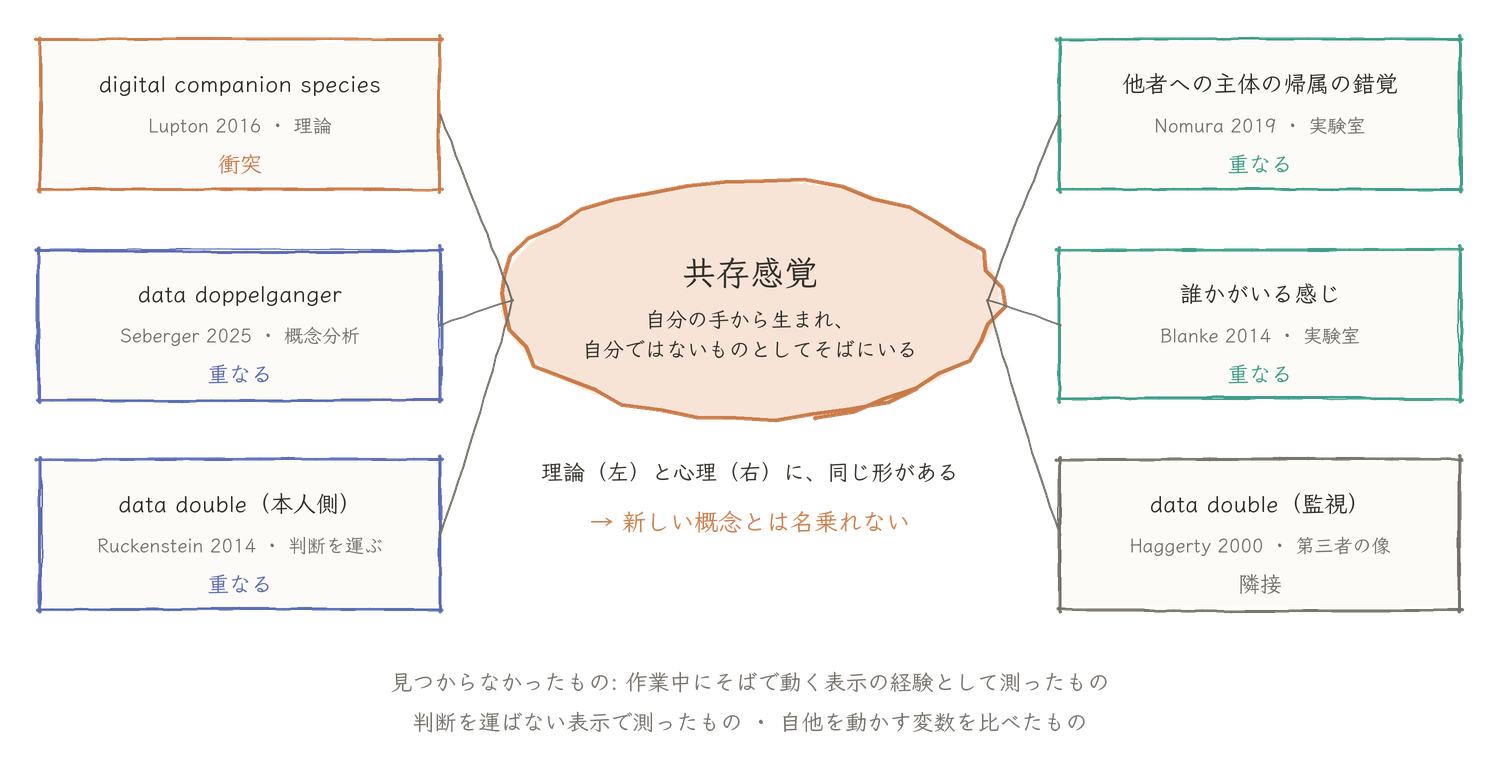 digital companion species
Lupton 2016 ・ 理論
衝突
data doppelganger
Seberger 2025 ・ 概念分析
重なる
data double（本人側）
Ruckenstein 2014 ・ 判断を運ぶ
重なる
共存感覚
自分の手から生まれ、
自分ではないものとしてそばにいる
理論（左）と心理（右）に、同じ形がある
→ 新しい概念とは名乗れない
他者への主体の帰属の錯覚
Nomura 2019 ・ 実験室
重なる
誰かがいる感じ
Blanke 2014 ・ 実験室
重なる
data double（監視）
Haggerty 2000 ・ 第三者の像
隣接
見つからなかったもの: 作業中にそばで動く表示の経験として測ったもの
判断を運ばない表示で測ったもの ・ 自他を動かす変数を比べたもの